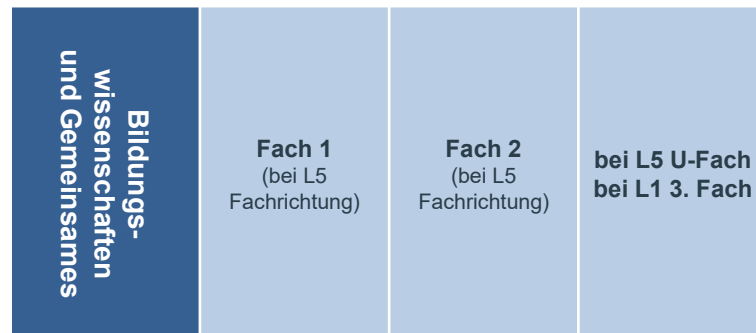 Bildungs-
wissenschaften
und Gemeinsames
Fach 1
(bei L5
Fachrichtung)
Fach 2
(bei L5
Fachrichtung)
bei L5 U-Fach
bei L1 3. Fach